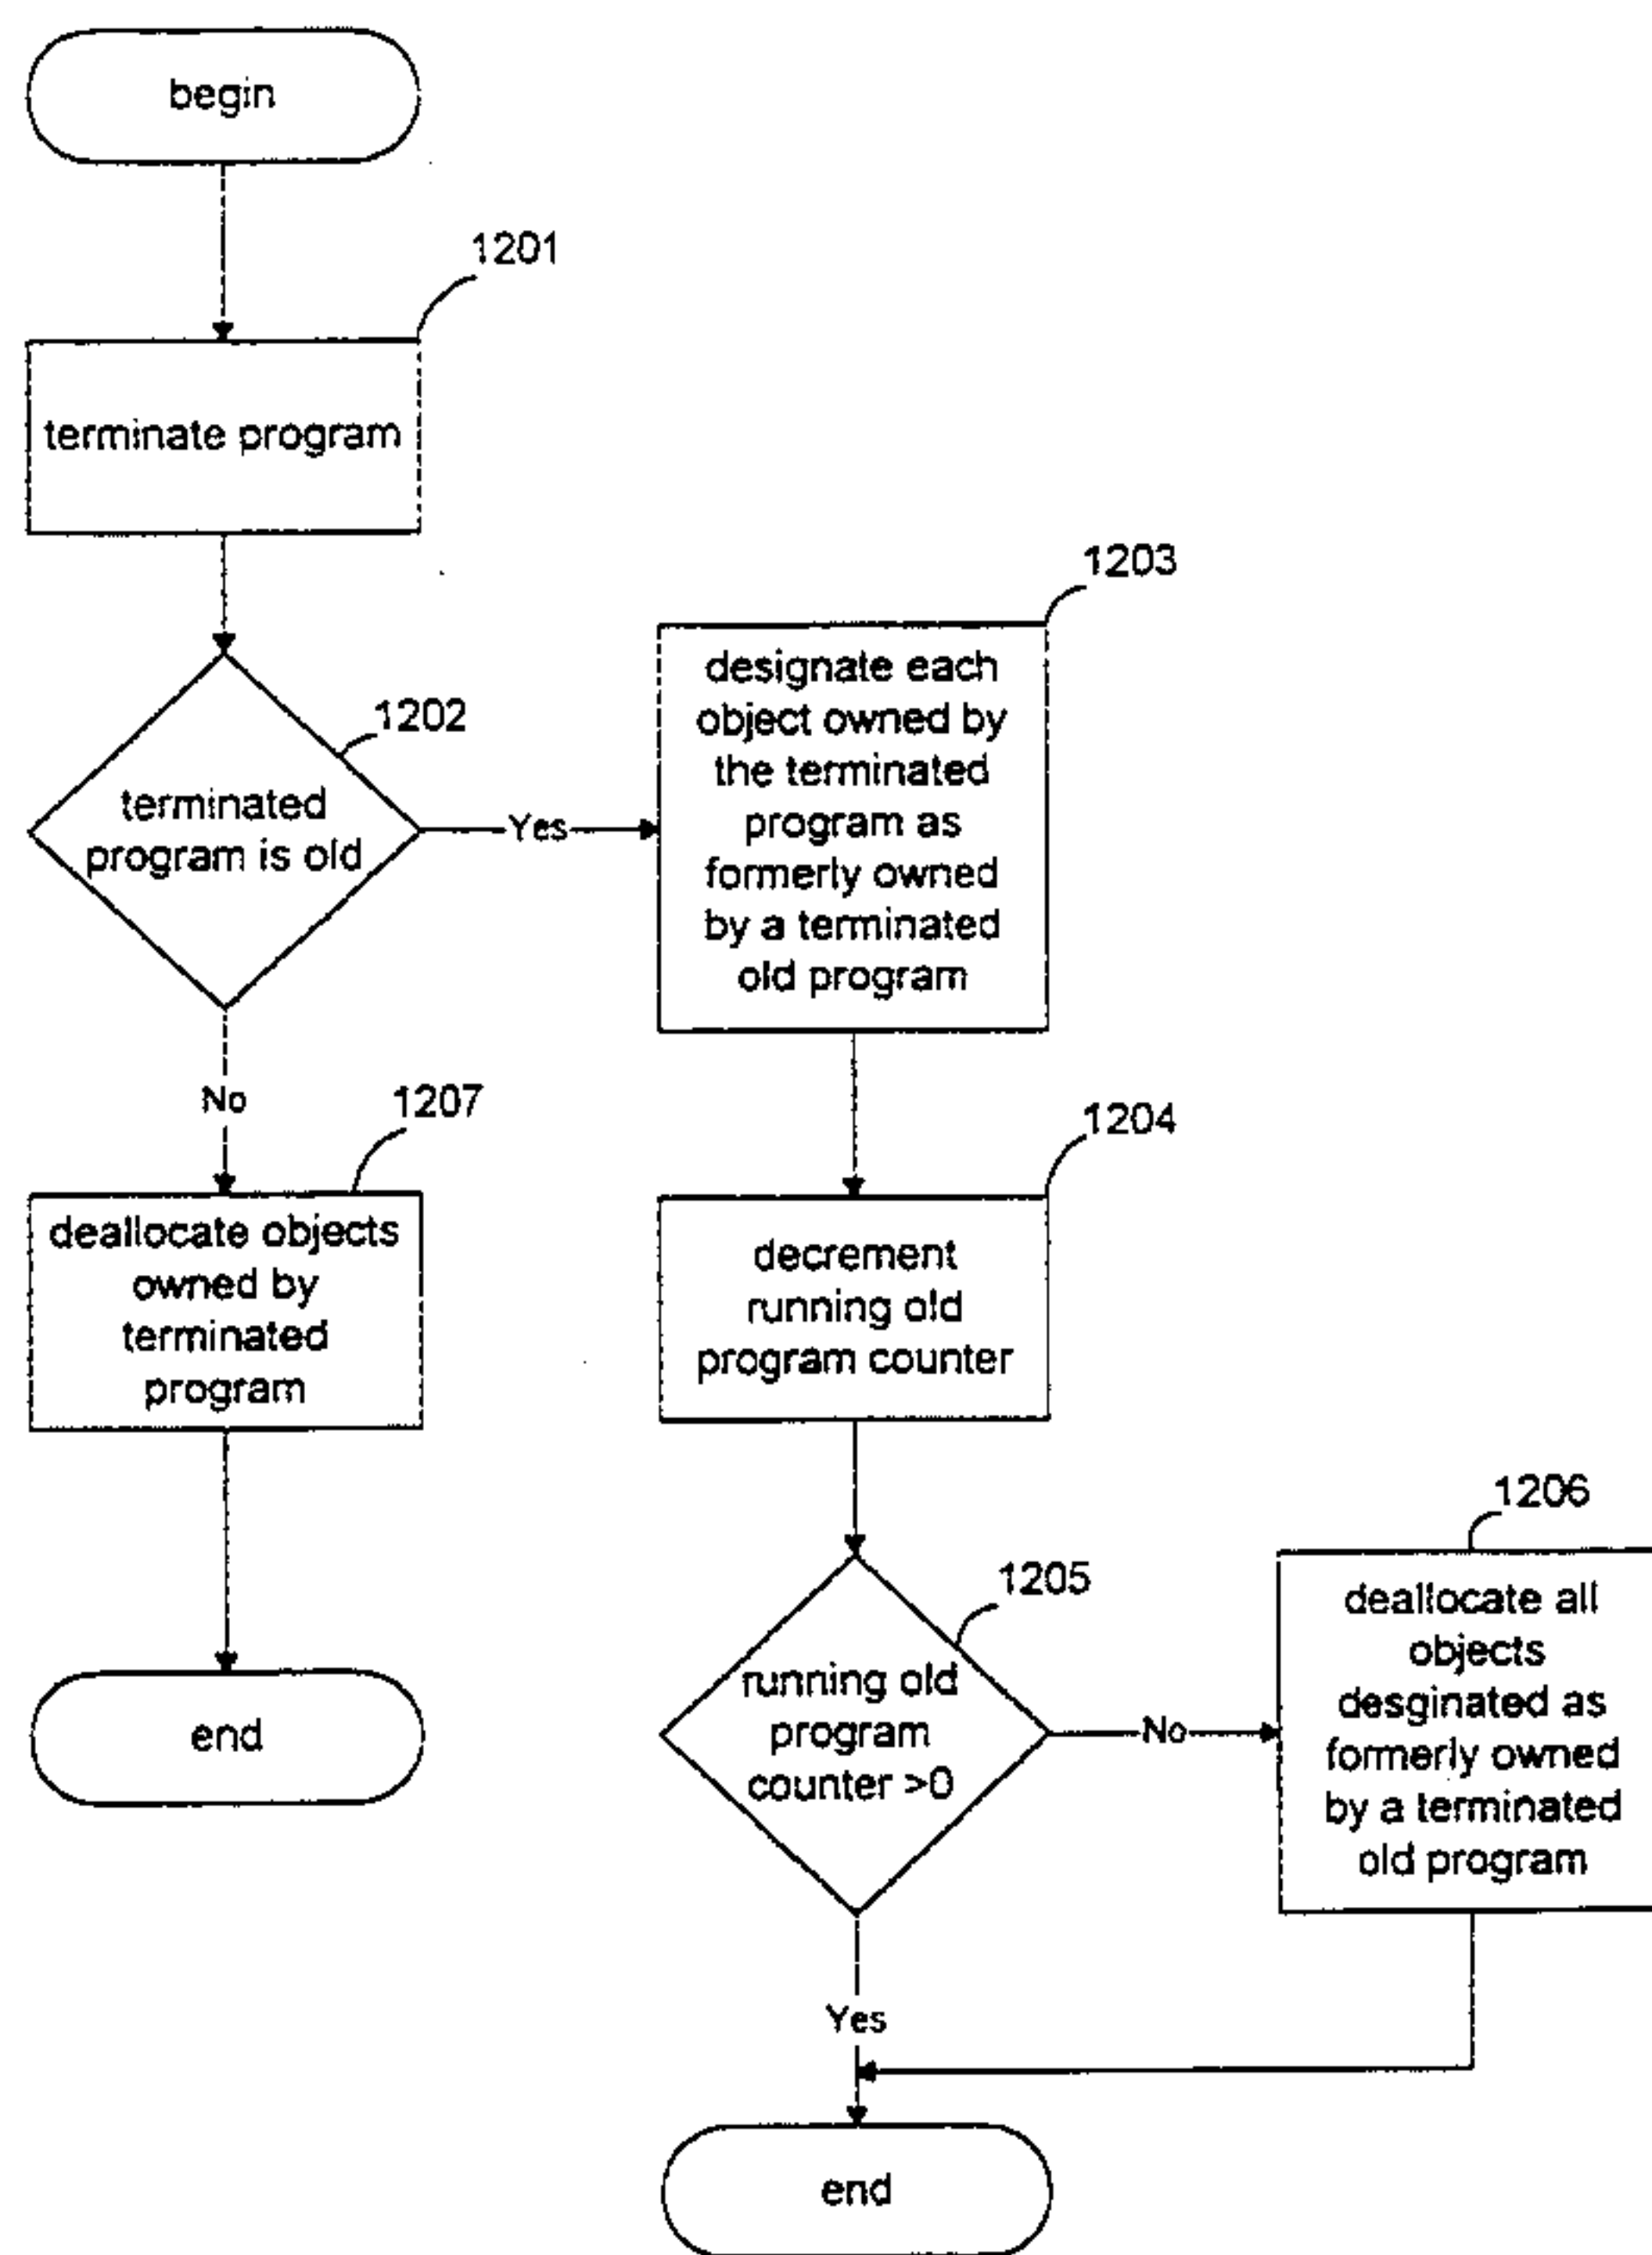 begin
1201
terminate program
1202
terminated
program is old
Yes
1203
designate each
object owned by
the terminated
program as
formerly owned
by a terminated
old program
No
1207
deallocate objects
owned by
terminated
program
end
1204
decrement
running old
program counter
1205
running old
program
counter >0
No
1206
deallocate all
objects
desginated as
formerly owned
by a terminated
old program
Yes
end